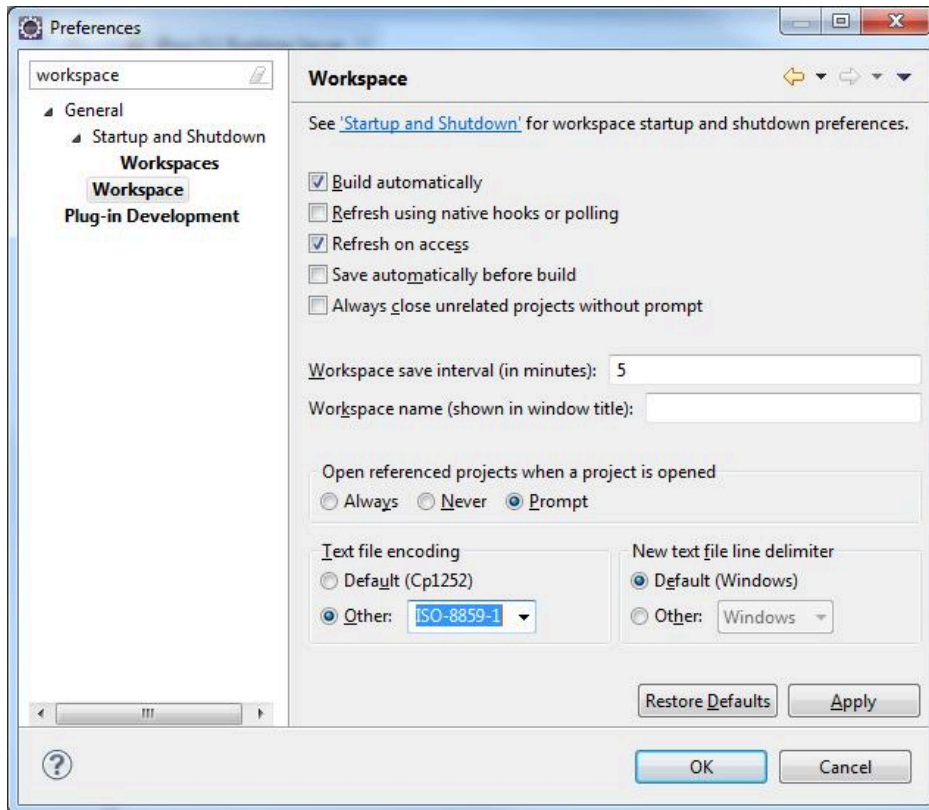 Preferences
workspace
General
Startup and Shutdown
Workspaces
Workspace
Plug-in Development
Workspace
See 'Startup and Shutdown' for workspace startup and shutdown preferences.
Build automatically
Refresh using native hooks or polling
Refresh on access
Save automatically before build
Always close unrelated projects without prompt
Workspace save interval (in minutes): 5
Workspace name (shown in window title):
Open referenced projects when a project is opened
Always Never Prompt
Text file encoding
Default (Cp1252)
Other: ISO-8859-1
New text file line delimiter
Default (Windows)
Other: Windows
Restore Defaults Apply
? OK Cancel